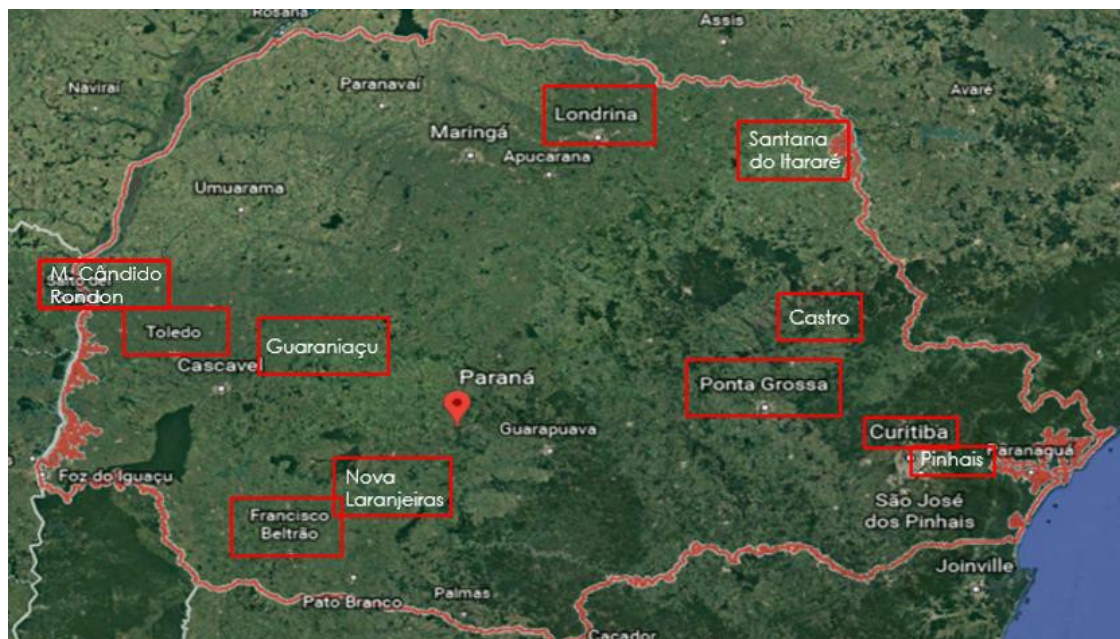 Rosana
Assis
Naviraí
Paranavaí
Avaré
Londrina
Maringá
Santana
do Itararé
Apucarana
Umuarama
M. Cândido
Rondon
Salto del
Castro
Toledo
Guaraniaçu
Cascavel
Paraná
Ponta Grossa
Guarapuava
Curitiba
Pinhais
Paranaguá
Foz do Iguaçu
Nova
Laranjeiras
São José
dos Pinhais
Francisco
Beltrão
Joinville
Palmas
Pato Branco
Caçador